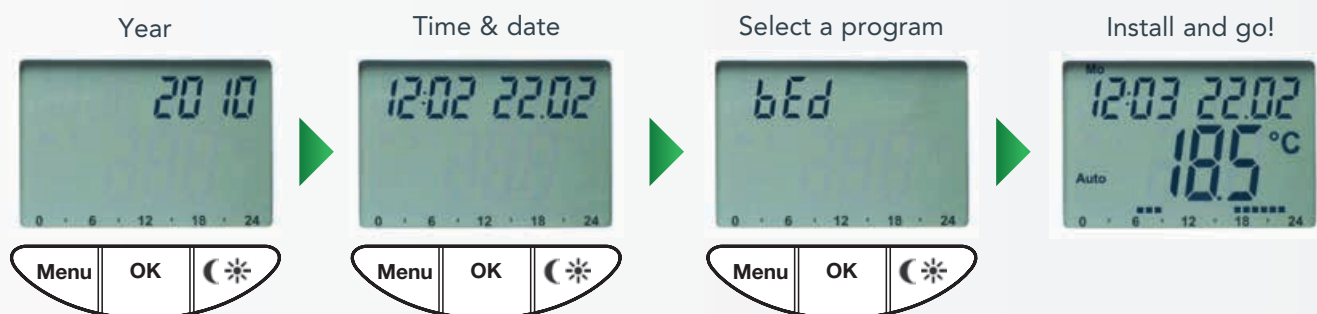 Year
2010
0 6 12 18 24
Menu OK
Time & date
12:02 22.02
0 6 12 18 24
Menu OK
Select a program
bEd
0 6 12 18 24
Menu OK
Install and go!
Mo
12:03 22.02
18.5 °C
Auto
0 6 12 18 24